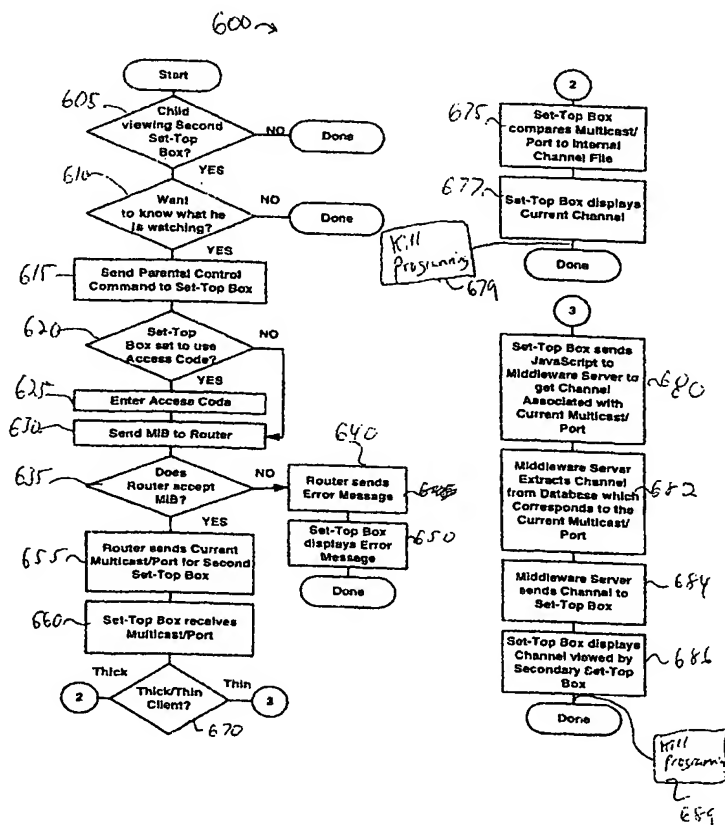 600
Start
605
Child
viewing Second
Set-Top
Box?
NO
Done
YES
610
Want
to know what he
is watching?
NO
Done
YES
615
Send Parental Control
Command to Set-Top Box
620
Set-Top
Box set to use
Access Code?
NO
YES
625
Enter Access Code
630
Send MIB to Router
635
Does
Router accept
MIB?
NO
640
Router sends
Error Message
YES
650
Set-Top Box
displays Error
Message
Done
655
Router sends Current
Multicast/Port for Second
Set-Top Box
660
Set-Top Box receives
Multicast/Port
Thick
2
Thick/Thin
Client?
Thin
3
670
2
675
Set-Top Box
compares Multicast/
Port to Internal
Channel File
677
Set-Top Box displays
Current Channel
Kill
Programming
679
Done
3
Set-Top Box sends
JavaScript to
Middleware Server to
get Channel
Associated with
Current Multicast/
Port
680
Middleware Server
Extracts Channel
from Database which
Corresponds to the
Current Multicast/
Port
682
Middleware Server
sends Channel to
Set-Top Box
684
Set-Top Box displays
Channel viewed by
Secondary Set-Top
Box
686
Done
Kill
Programming
689